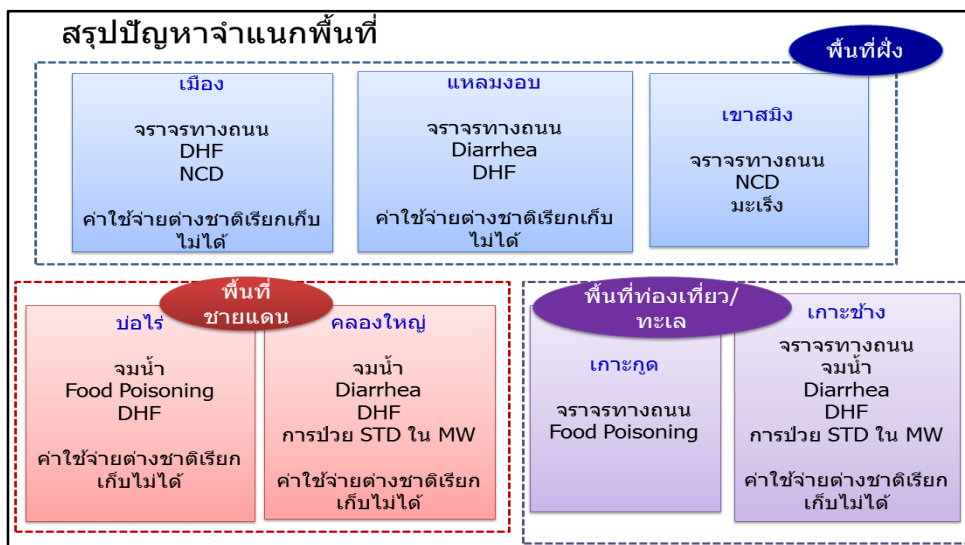 สรุปปัญหาจำแนกพื้นที่
พื้นที่ฝั่ง
เมือง
จราจรทางถนน
DHF
NCD
ค่าใช้จ่ายต่างชาติเรียกเก็บ
ไม่ได้
แหลมงอบ
จราจรทางถนน
Diarrhea
DHF
ค่าใช้จ่ายต่างชาติเรียกเก็บ
ไม่ได้
เขาสมิง
จราจรทางถนน
NCD
มะเร็ง
พื้นที่
ชายแดน
บ่อไร่
จมน้ำ
Food Poisoning
DHF
ค่าใช้จ่ายต่างชาติเรียก
เก็บไม่ได้
คลองใหญ่
จมน้ำ
Diarrhea
DHF
การป่วย STD ใน MW
ค่าใช้จ่ายต่างชาติเรียก
เก็บไม่ได้
พื้นที่ท่องเที่ยว/
ทะเล
เกาะกูด
จราจรทางถนน
Food Poisoning
เกาะช้าง
จราจรทางถนน
จมน้ำ
Diarrhea
DHF
การป่วย STD ใน MW
ค่าใช้จ่ายต่างชาติเรียก
เก็บไม่ได้